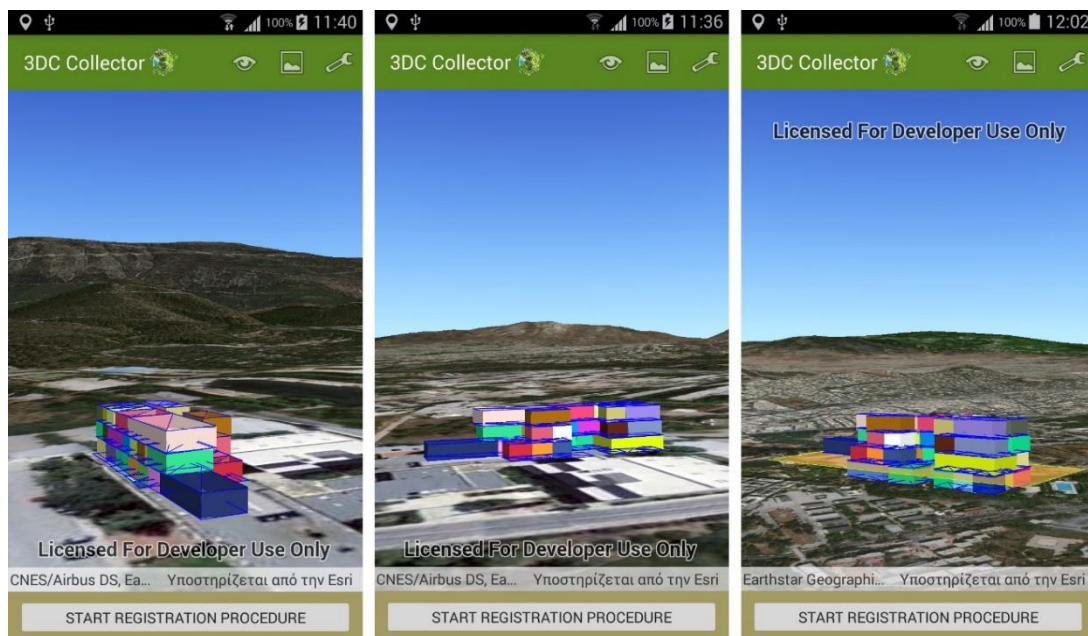 100% 11:40
3DC Collector
Licensed For Developer Use Only
CNES/Airbus DS, Ea... Υποστηρίζεται από την Esri
START REGISTRATION PROCEDURE
100% 11:36
3DC Collector
Licensed For Developer Use Only
CNES/Airbus DS, Ea... Υποστηρίζεται από την Esri
START REGISTRATION PROCEDURE
100% 12:02
3DC Collector
Licensed For Developer Use Only
Earthstar Geographi... Υποστηρίζεται από την Esri
START REGISTRATION PROCEDURE